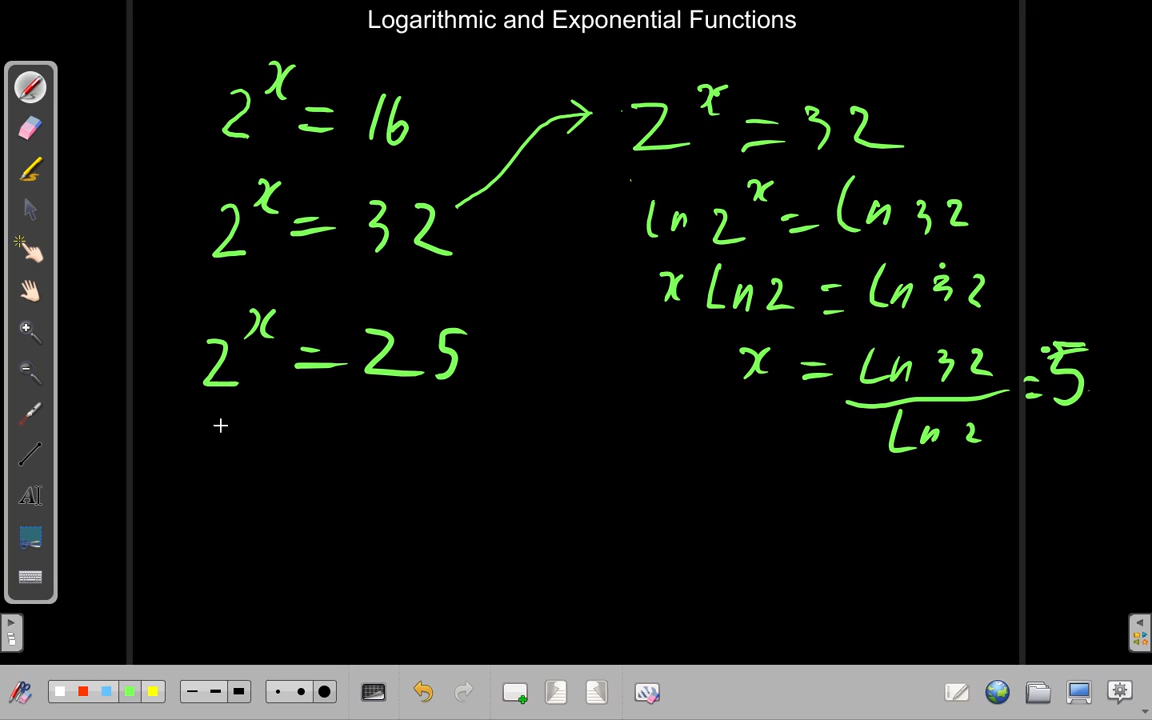 Logarithmic and Exponential Functions
2^x = 16
2^x = 32
2^x = 25
2^x = 32
ln 2^x = ln 32
x ln 2 = ln 32
x = ln 32 / ln 2 = 5